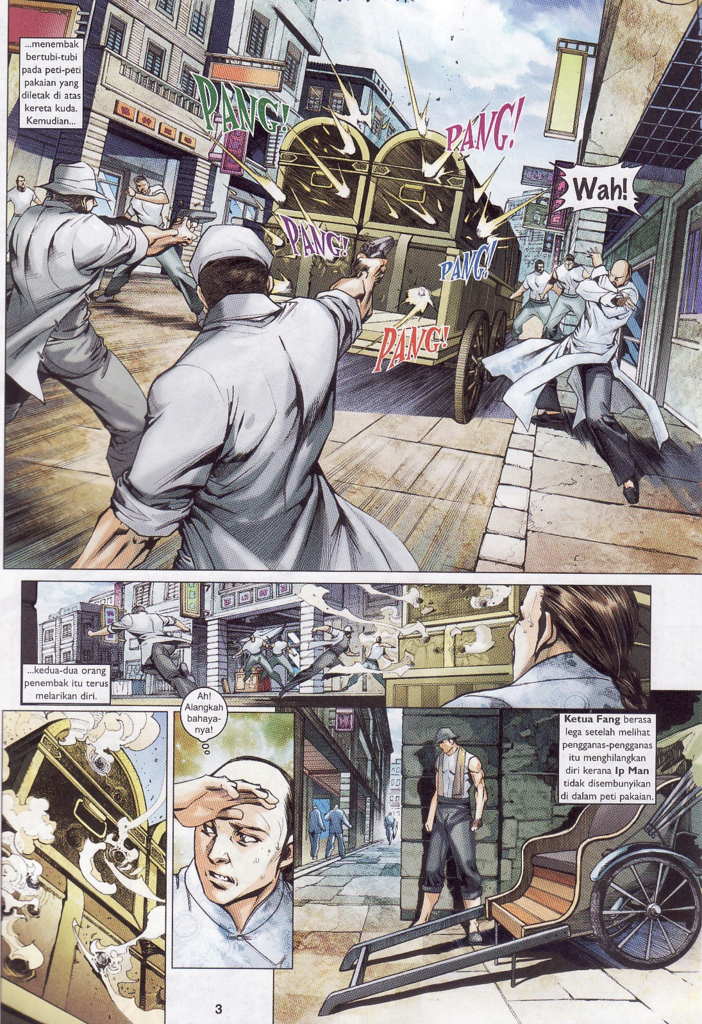 ...menembak
bertubi-tubi
pada peti-peti
pakaian yang
diletak di atas
kereta kuda.
Kemudian...
PANG!
PANG!
Wah!
PANG!
PANG!
PANG!
...kedua-dua orang
penembak itu terus
melarikan diri.
Ah!
Alangkah
bahaya-
nya!
Ketua Fang berasa
lega setelah melihat
pengganas-pengganas
itu menghilangkan
diri kerana Ip Man
tidak disembunyikan
di dalam peti pakaian.
3